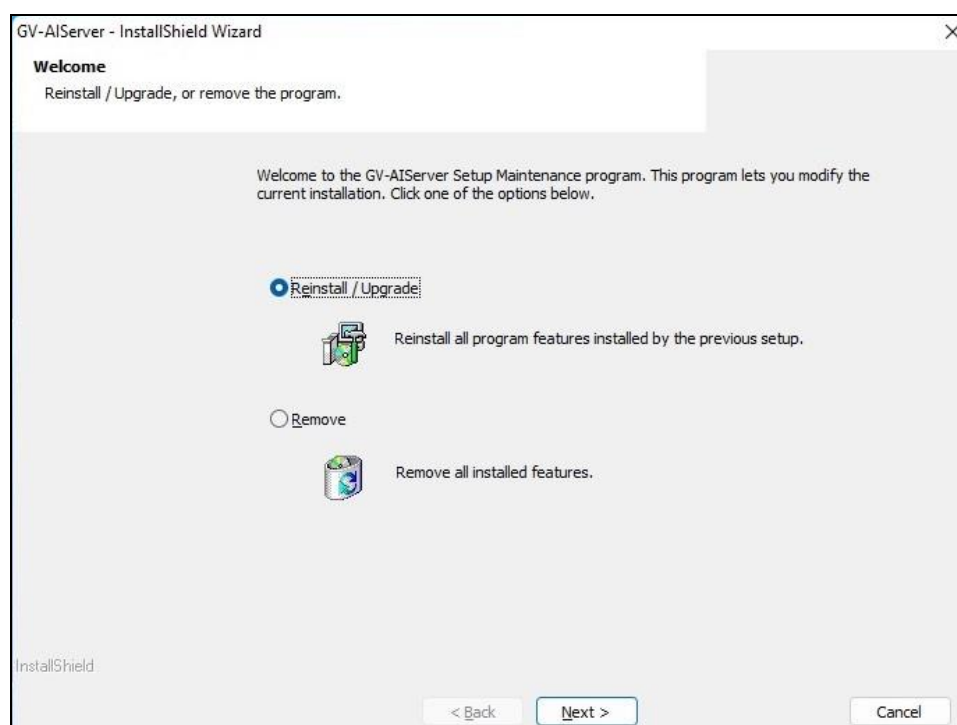 GV-AIServer - InstallShield Wizard
Welcome
Reinstall / Upgrade, or remove the program.
Welcome to the GV-AIServer Setup Maintenance program. This program lets you modify the
current installation. Click one of the options below.
Reinstall / Upgrade
Reinstall all program features installed by the previous setup.
Remove
Remove all installed features.
InstallShield
< Back
Next >
Cancel